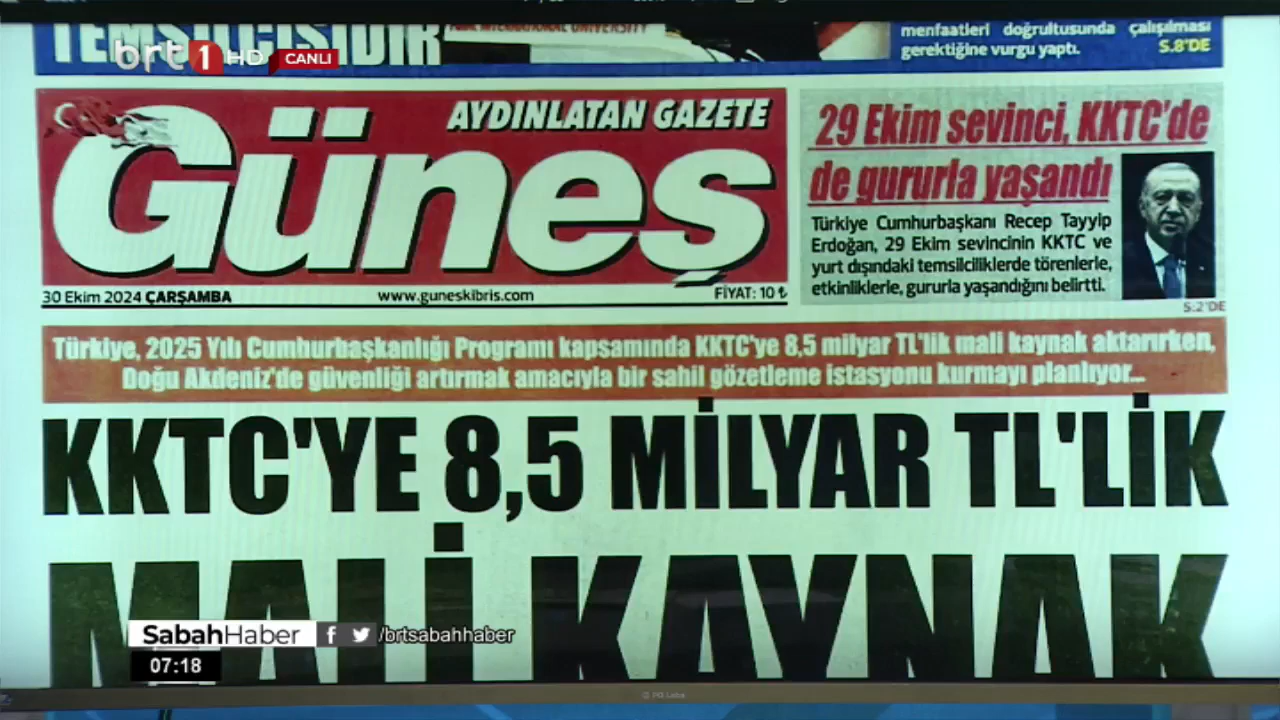 TEMSİLCİSİDİR
INTERNATIONAL UNIVERSITY
menfaatleri doğrultusunda çalışılması
gerektiğine vurgu yaptı.
S.8'DE
brt 1 HD CANLI
AYDINLATAN GAZETE
Güneş
30 Ekim 2024 ÇARŞAMBA
www.guneskibris.com
FİYAT: 10 ₺
29 Ekim sevinci, KKTC'de
de gururla yaşandı
Türkiye Cumhurbaşkanı Recep Tayyip
Erdoğan, 29 Ekim sevincinin KKTC ve
yurt dışındaki temsilciliklerde törenlerle,
etkinliklerle, gururla yaşandığını belirtti.
S.2'DE
Türkiye, 2025 Yılı Cumhurbaşkanlığı Programı kapsamında KKTC'ye 8,5 milyar TL'lik mali kaynak aktarırken,
Doğu Akdeniz'de güvenliği artırmak amacıyla bir sahil gözetleme istasyonu kurmayı planlıyor...
KKTC'YE 8,5 MİLYAR TL'LİK
MALİ KAYNAK
SabahHaber f /brtsabahhaber
07:18